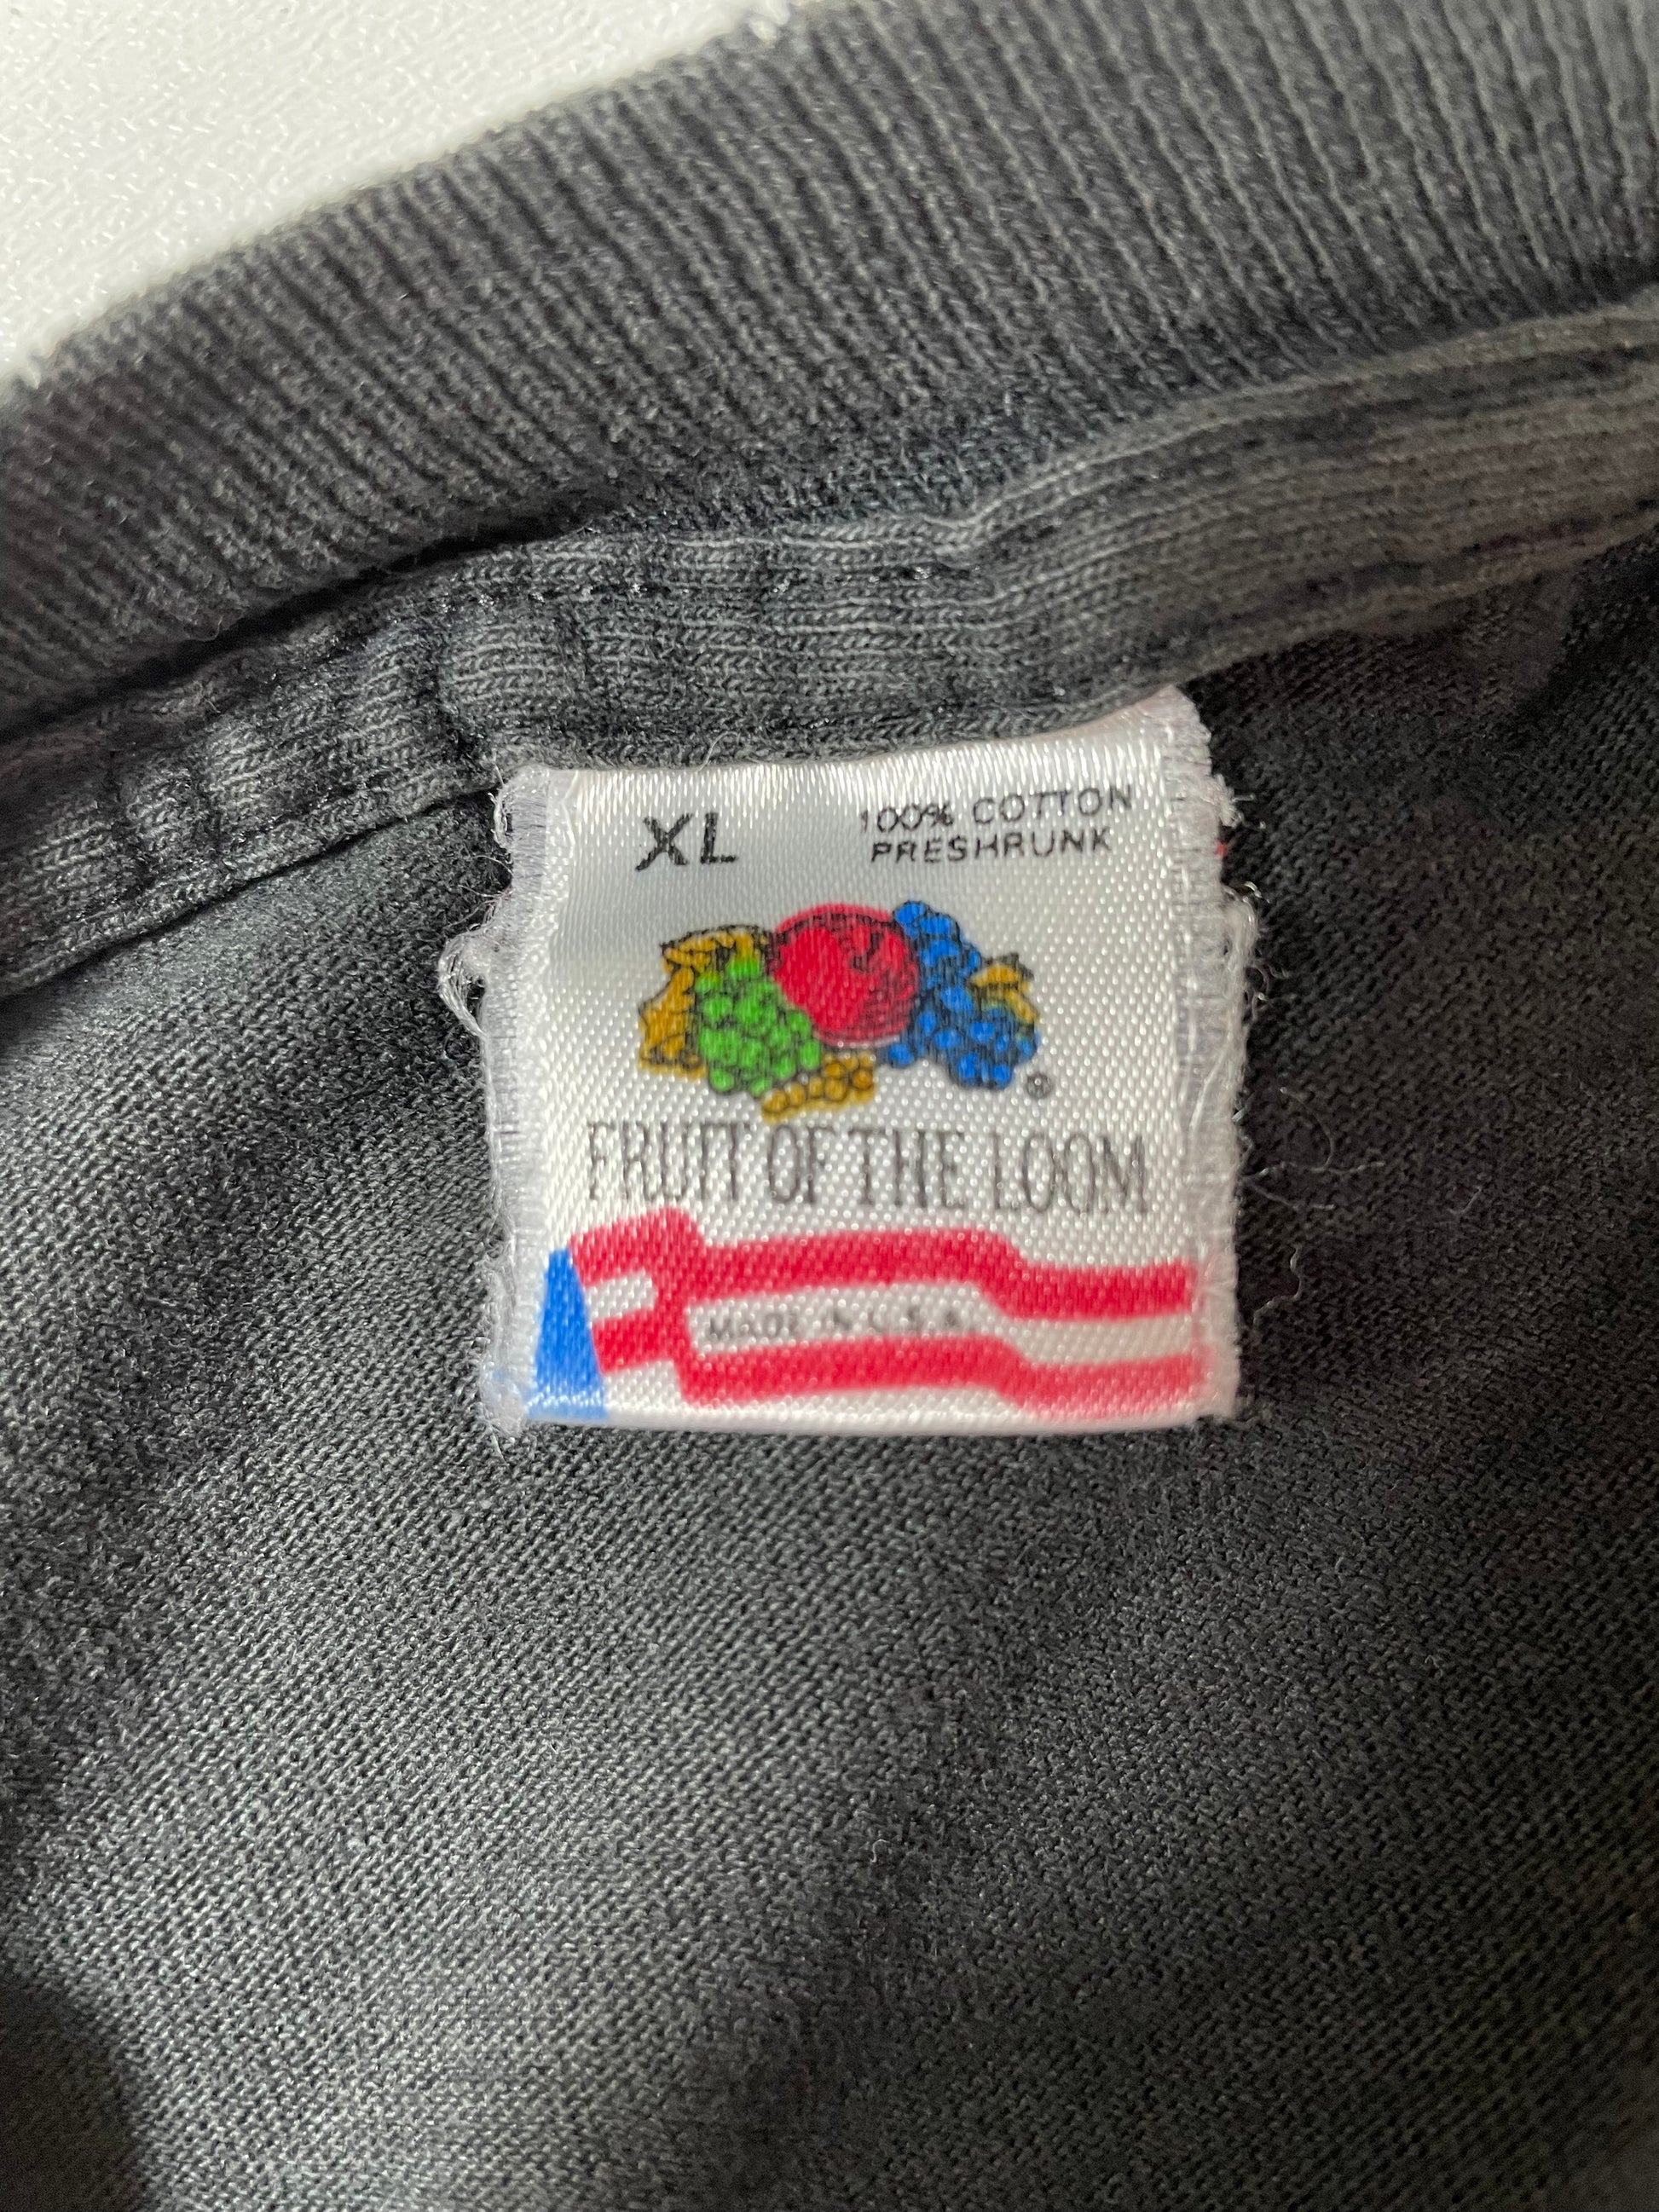 XL
100% COTTON
PRESHRUNK
®
FRUIT OF THE LOOM
MADE IN U.S.A.